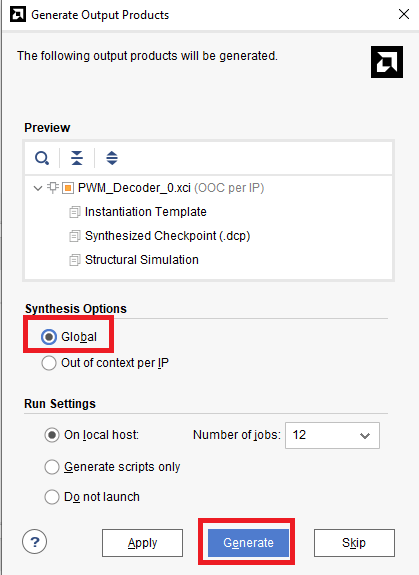 Generate Output Products
The following output products will be generated.
Preview
PWM_Decoder_0.xci (OOC per IP)
Instantiation Template
Synthesized Checkpoint (.dcp)
Structural Simulation
Synthesis Options
Global
Out of context per IP
Run Settings
On local host: Number of jobs: 12
Generate scripts only
Do not launch
? Apply Generate Skip